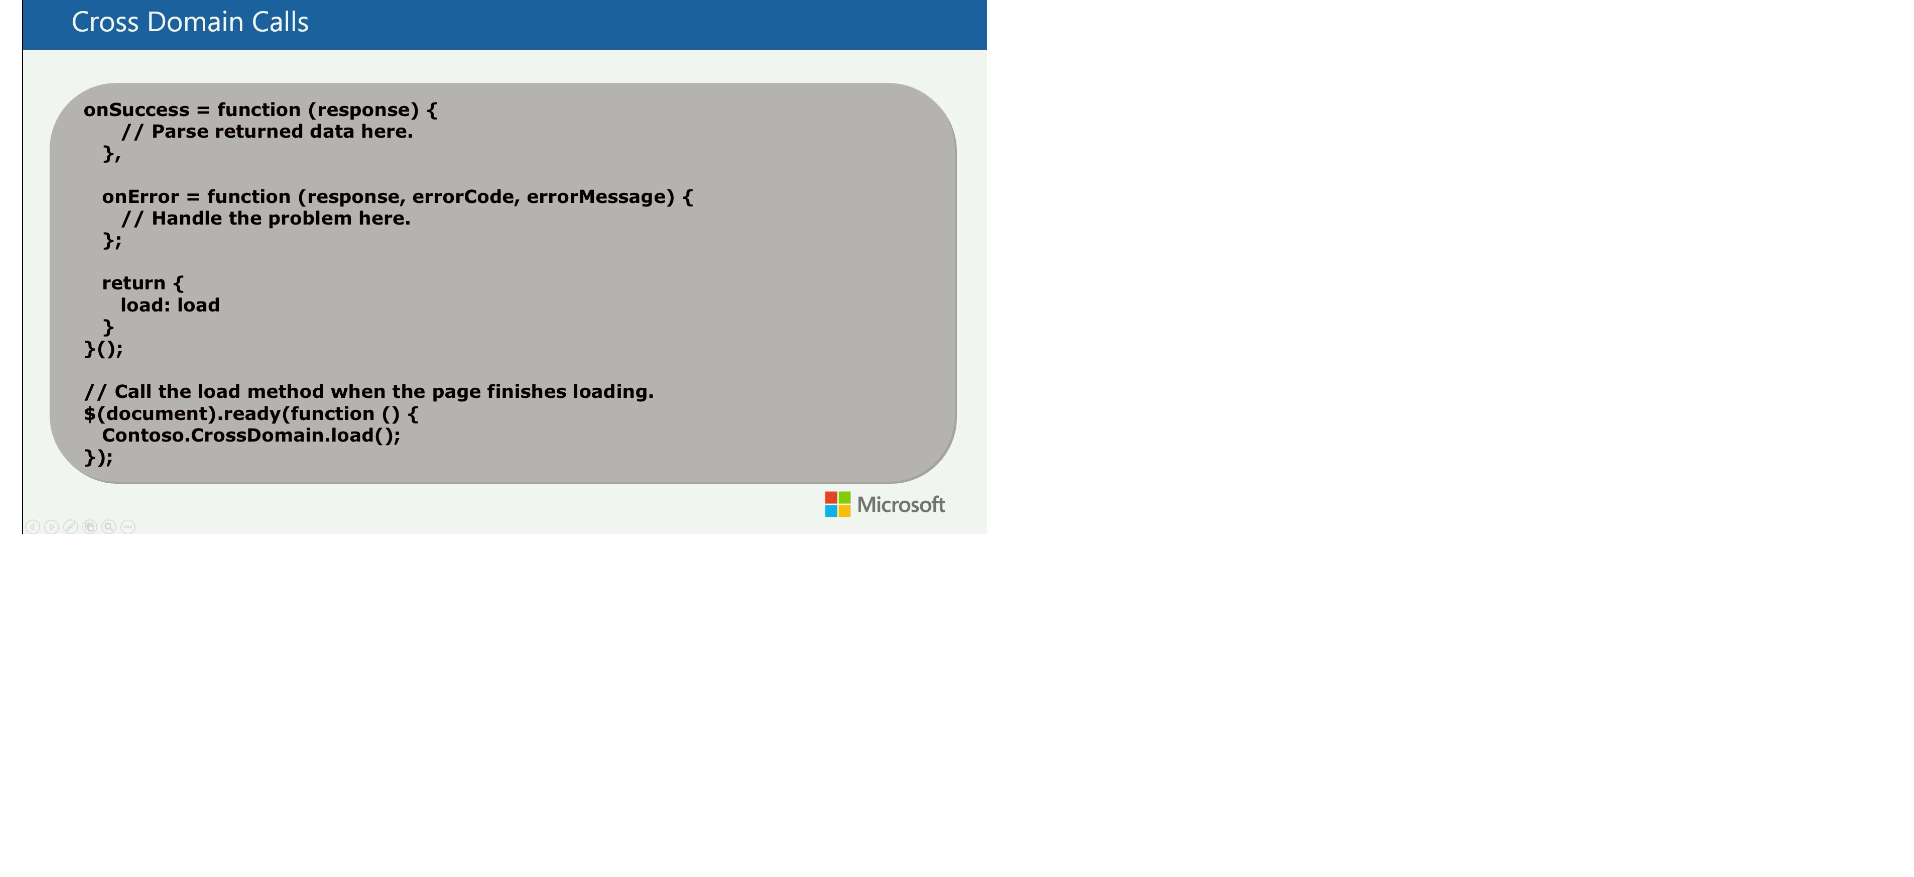 Cross Domain Calls
onSuccess = function (response) {
// Parse returned data here.
},
onError = function (response, errorCode, errorMessage) {
// Handle the problem here.
};
return {
load: load
}
}();
// Call the load method when the page finishes loading.
$(document).ready(function () {
Contoso.CrossDomain.load();
});
Microsoft